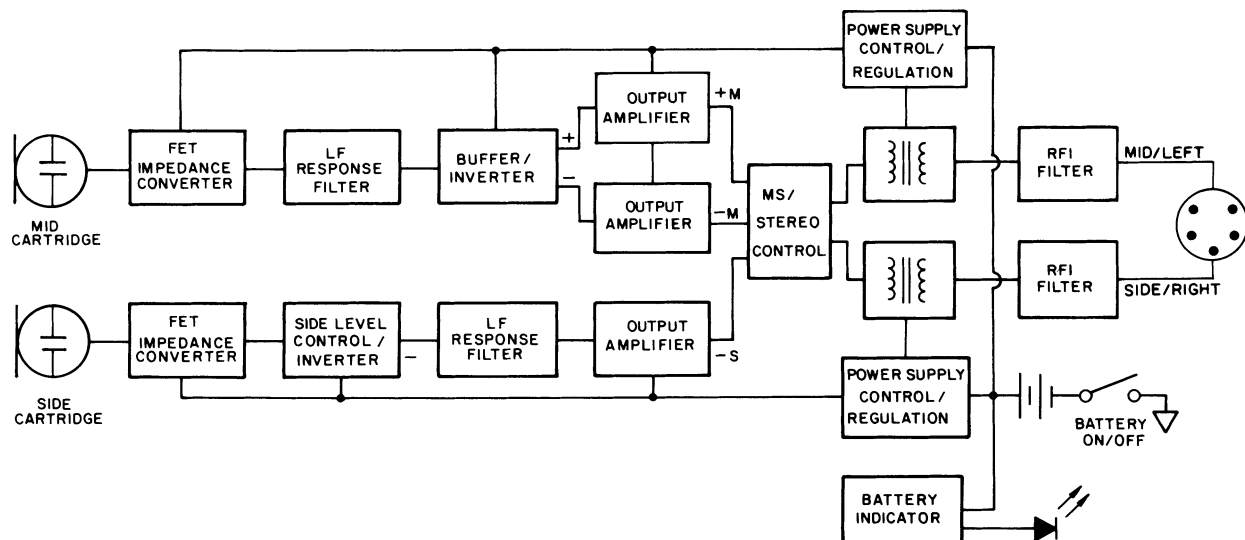 POWER SUPPLY
CONTROL/
REGULATION
OUTPUT
AMPLIFIER
+M
FET
IMPEDANCE
CONVERTER
LF
RESPONSE
FILTER
BUFFER/
INVERTER
+
-
RFI
FILTER
MID/LEFT
MID
CARTRIDGE
OUTPUT
AMPLIFIER
-M
MS/
STEREO
CONTROL
RFI
FILTER
SIDE/RIGHT
FET
IMPEDANCE
CONVERTER
SIDE LEVEL
CONTROL/
INVERTER
-
LF
RESPONSE
FILTER
OUTPUT
AMPLIFIER
-S
SIDE
CARTRIDGE
POWER SUPPLY
CONTROL/
REGULATION
BATTERY
ON/OFF
BATTERY
INDICATOR